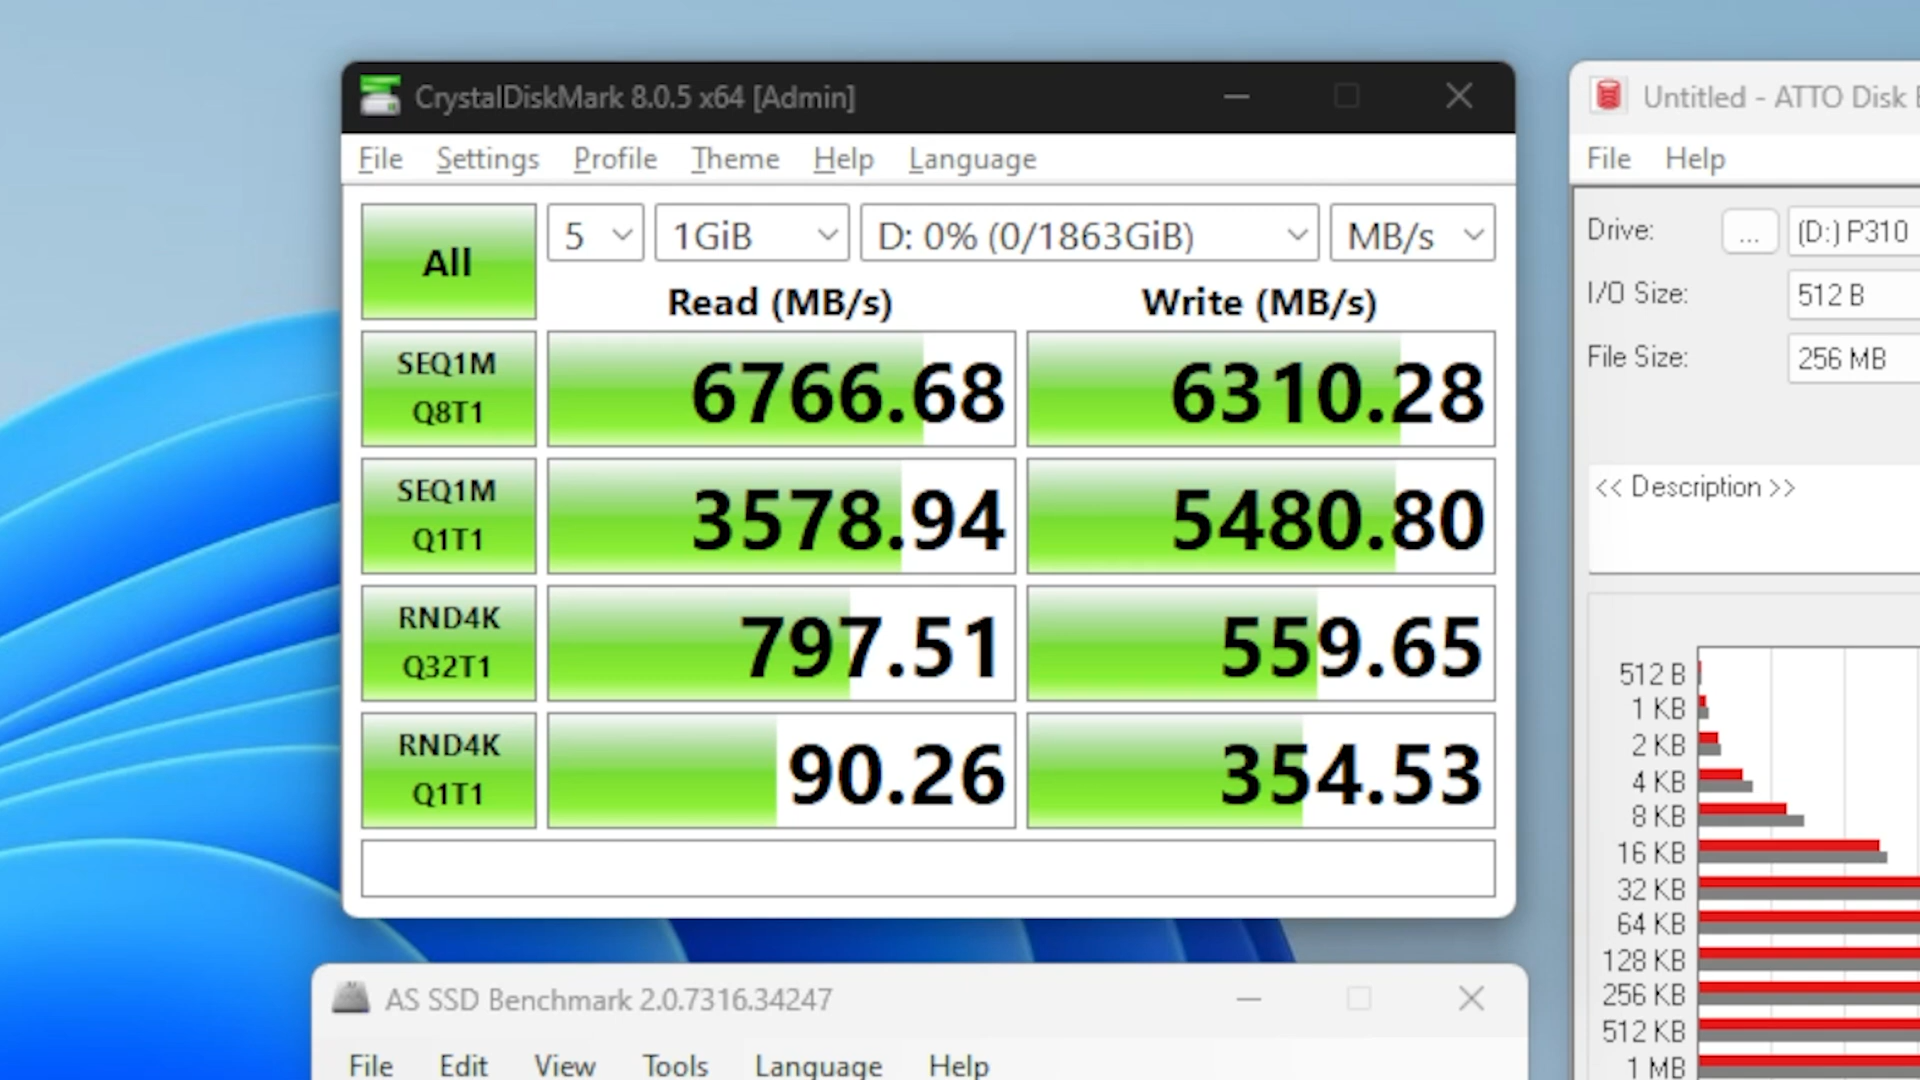 CrystalDiskMark 8.0.5 x64 [Admin]
File Settings Profile Theme Help Language
All
5 1GiB D: 0% (0/1863GiB) MB/s
Read (MB/s) Write (MB/s)
SEQ1M
Q8T1
6766.68 6310.28
SEQ1M
Q1T1
3578.94 5480.80
RND4K
Q32T1
797.51 559.65
RND4K
Q1T1
90.26 354.53
AS SSD Benchmark 2.0.7316.34247
File Edit View Tools Language Help
Untitled - ATTO Disk
File Help
Drive: ... (D:) P310
I/O Size: 512 B
File Size: 256 MB
<< Description >>
512 B
1 KB
2 KB
4 KB
8 KB
16 KB
32 KB
64 KB
128 KB
256 KB
512 KB
1 MB